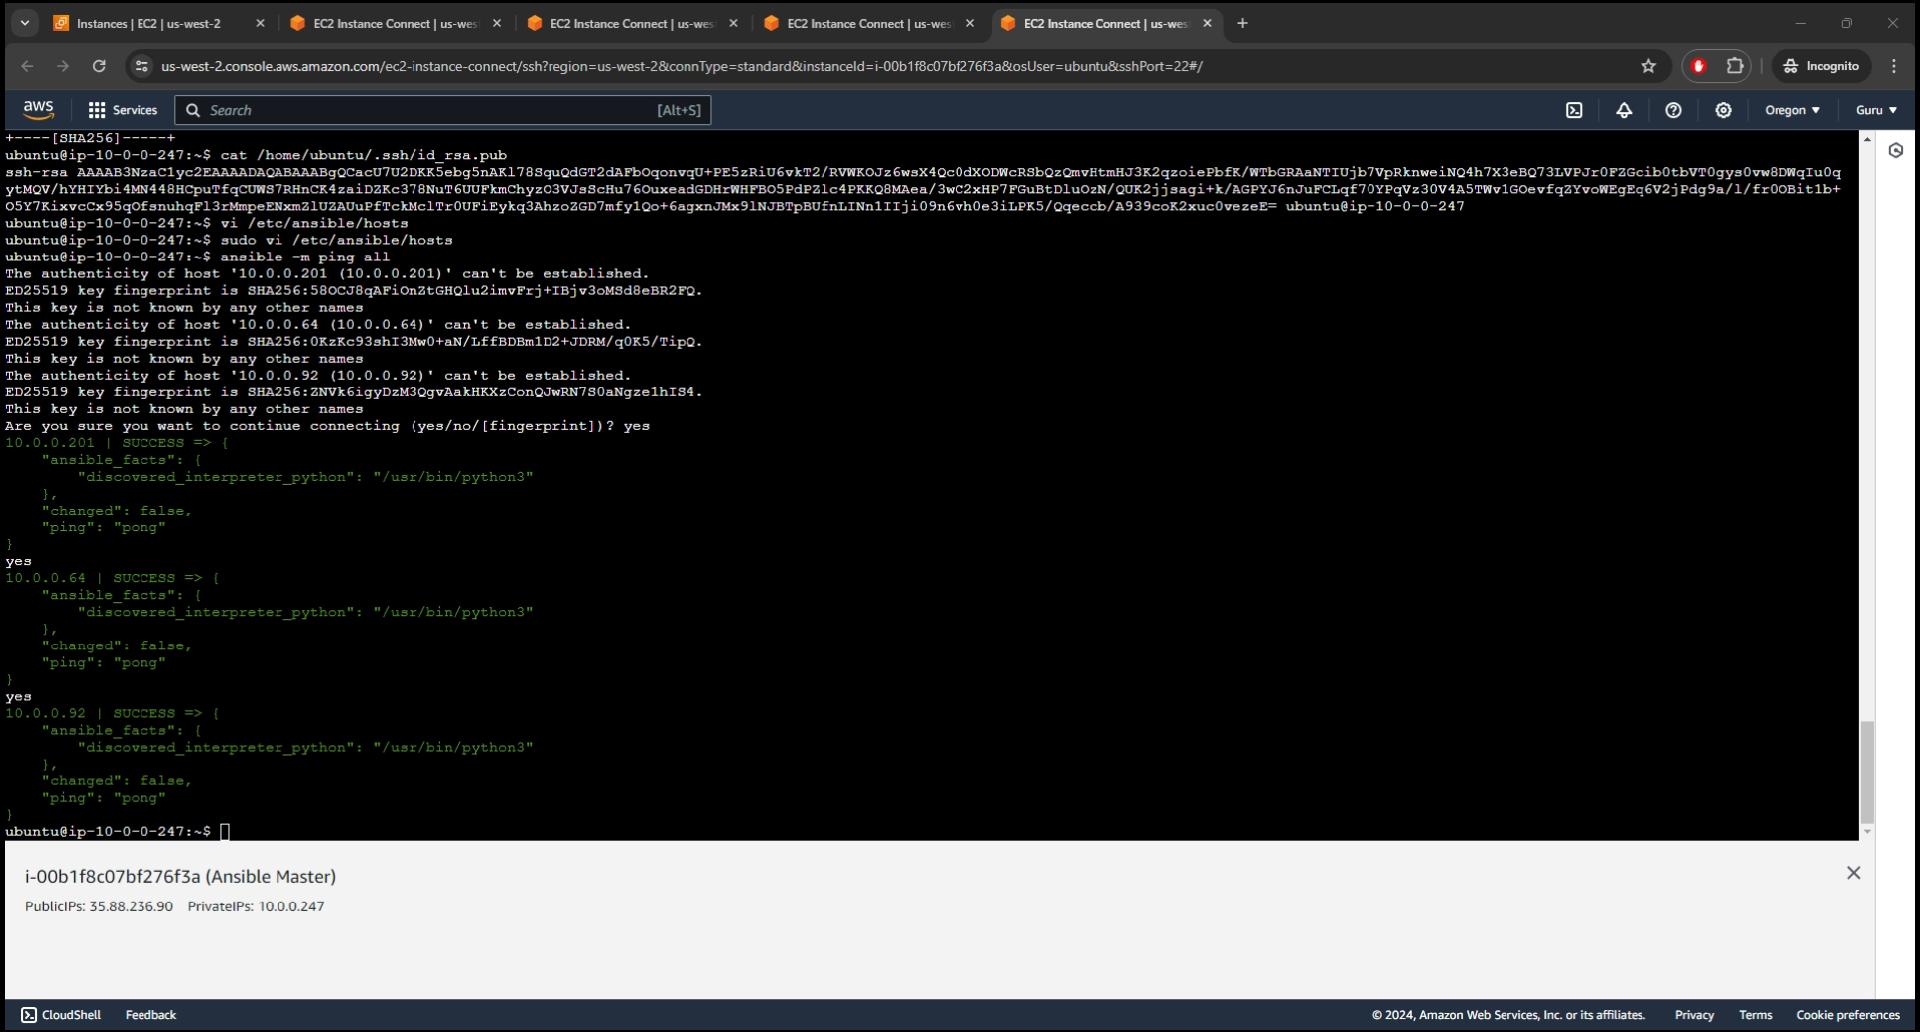 Instances | EC2 | us-west-2
EC2 Instance Connect | us-wes
EC2 Instance Connect | us-wes
EC2 Instance Connect | us-wes
EC2 Instance Connect | us-wes
us-west-2.console.aws.amazon.com/ec2-instance-connect/ssh?region=us-west-2&connType=standard&instanceId=i-00b1f8c07bf276f3a&osUser=ubuntu&sshPort=22#/
Incognito
aws
Services
Search
[Alt+S]
Oregon
Guru
+----[SHA256]-----+
ubuntu@ip-10-0-0-247:~$ cat /home/ubuntu/.ssh/id_rsa.pub
ssh-rsa
ubuntu@ip-10-0-0-247
ubuntu@ip-10-0-0-247:~$ vi /etc/ansible/hosts
ubuntu@ip-10-0-0-247:~$ sudo vi /etc/ansible/hosts
ubuntu@ip-10-0-0-247:~$ ansible -m ping all
The authenticity of host '10.0.0.201 (10.0.0.201)' can't be established.
ED25519 key fingerprint is SHA256:58OCJ8qAFiOnZtGHQlu2imvFrj+IBjv3oMSd8eBR2FQ.
This key is not known by any other names
The authenticity of host '10.0.0.64 (10.0.0.64)' can't be established.
ED25519 key fingerprint is SHA256:0KzKc93shI3Mw0+aN/LffBDBm1D2+JDRM/q0K5/TipQ.
This key is not known by any other names
The authenticity of host '10.0.0.92 (10.0.0.92)' can't be established.
ED25519 key fingerprint is SHA256:ZNVk6igyDzM3QgvAakHKXzConQJwRN7S0aNgze1hIS4.
This key is not known by any other names
Are you sure you want to continue connecting (yes/no/[fingerprint])? yes
10.0.0.201 | SUCCESS => {
"ansible_facts": {
"discovered_interpreter_python": "/usr/bin/python3"
},
"changed": false,
"ping": "pong"
}
yes
10.0.0.64 | SUCCESS => {
"ansible_facts": {
"discovered_interpreter_python": "/usr/bin/python3"
},
"changed": false,
"ping": "pong"
}
yes
10.0.0.92 | SUCCESS => {
"ansible_facts": {
"discovered_interpreter_python": "/usr/bin/python3"
},
"changed": false,
"ping": "pong"
}
ubuntu@ip-10-0-0-247:~$
i-00b1f8c07bf276f3a (Ansible Master)
PublicIPs: 35.88.236.90 PrivateIPs: 10.0.0.247
CloudShell
Feedback
© 2024, Amazon Web Services, Inc. or its affiliates.
Privacy
Terms
Cookie preferences